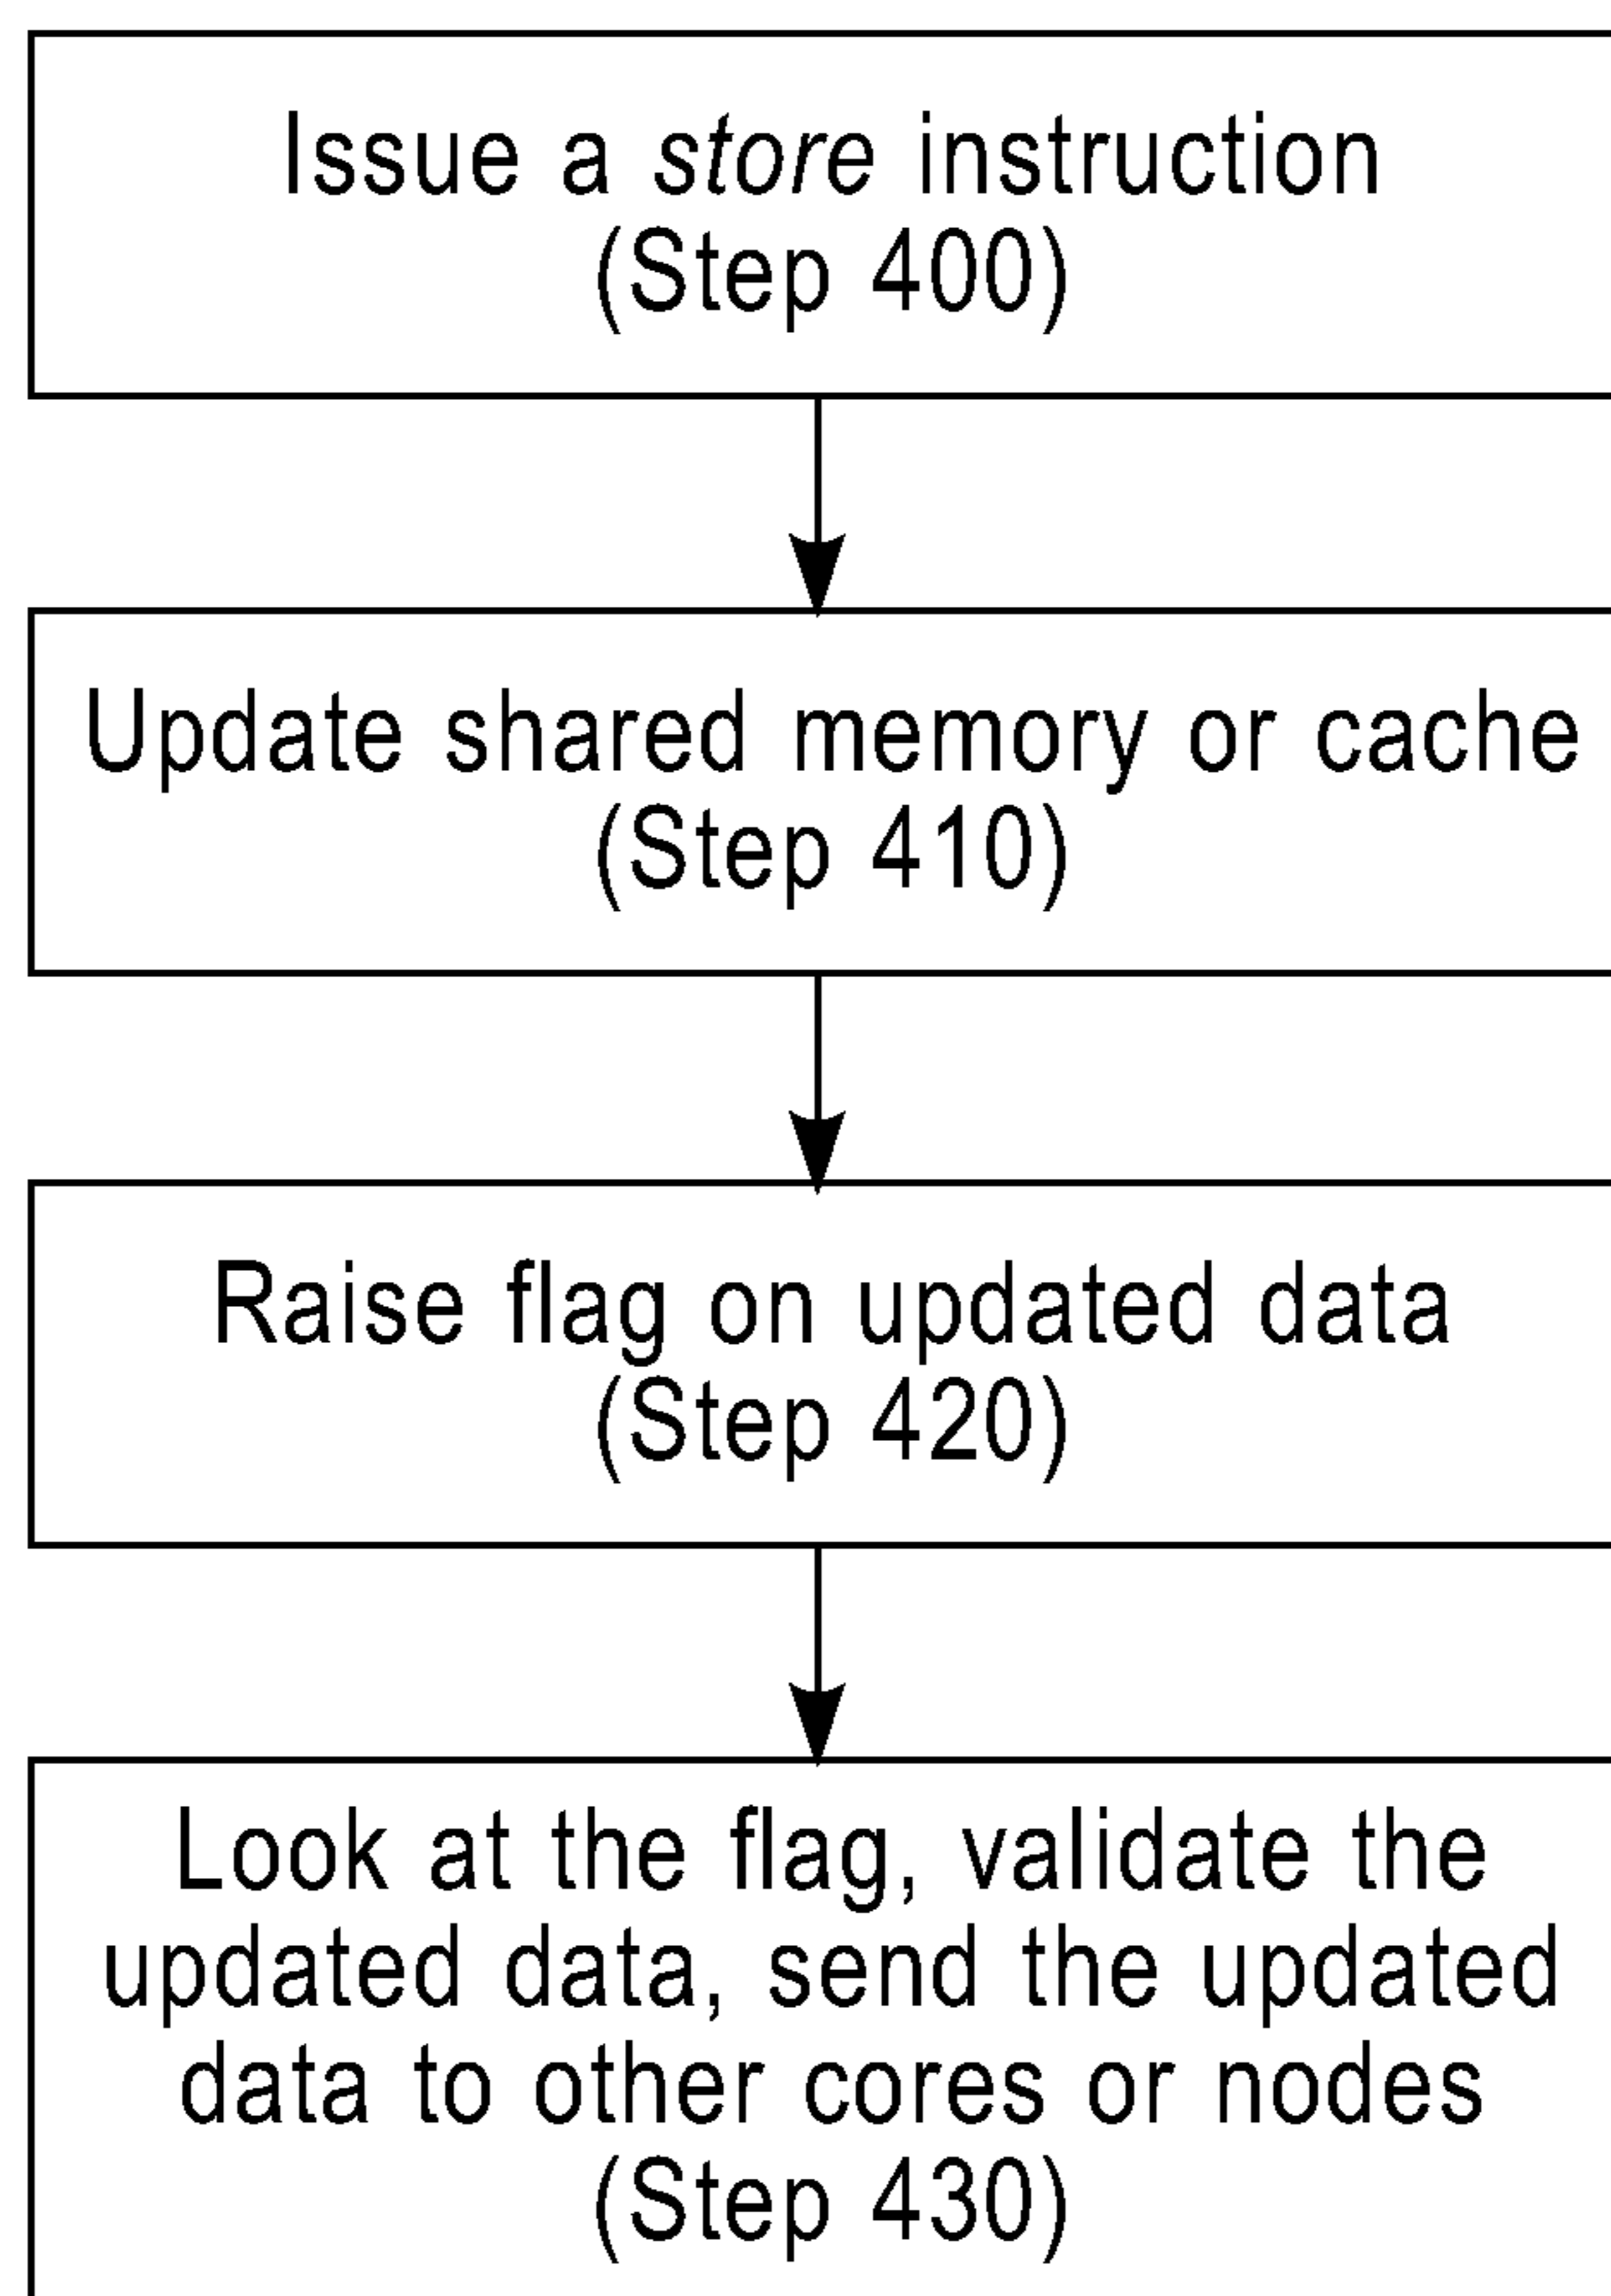 Issue a store instruction
(Step 400)
Update shared memory or cache
(Step 410)
Raise flag on updated data
(Step 420)
Look at the flag, validate the
updated data, send the updated
data to other cores or nodes
(Step 430)